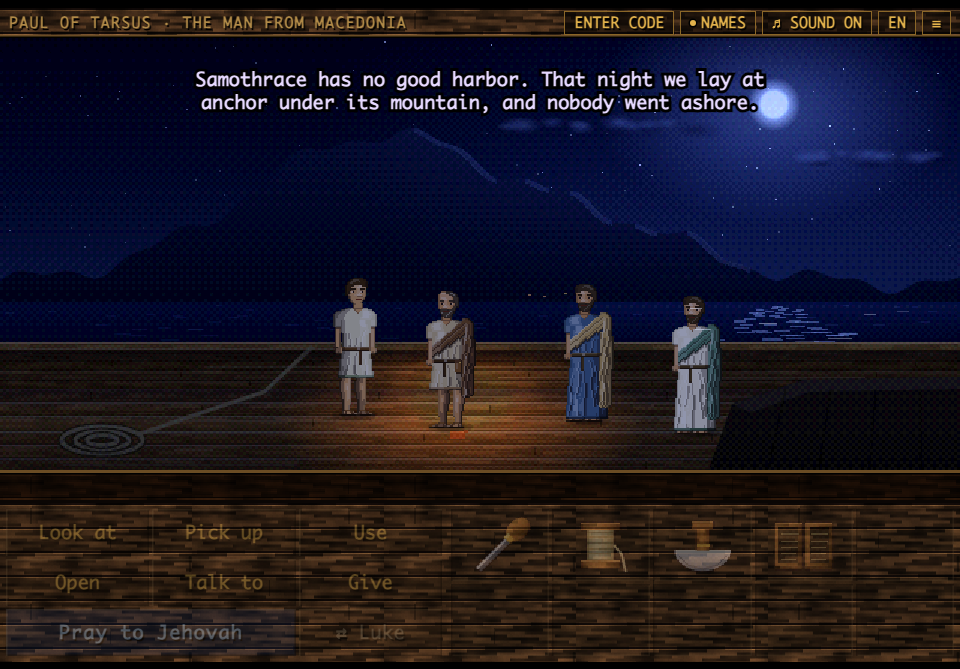 PAUL OF TARSUS · THE MAN FROM MACEDONIA
ENTER CODE
• NAMES
♬ SOUND ON
EN
≡
Samothrace has no good harbor. That night we lay at
anchor under its mountain, and nobody went ashore.
Look at
Pick up
Use
Open
Talk to
Give
Pray to Jehovah
⇄ Luke